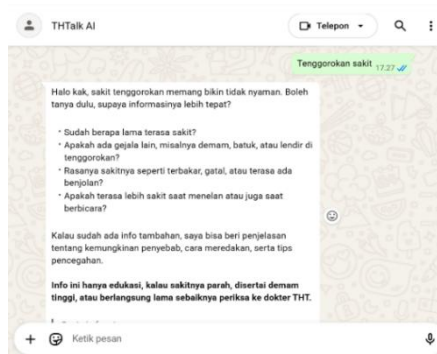 THTalk AI
Telepon
Tenggorokan sakit 17.27
Halo kak, sakit tenggorokan memang bikin tidak nyaman. Boleh
tanya dulu, supaya informasinya lebih tepat?
* Sudah berapa lama terasa sakit?
* Apakah ada gejala lain, misalnya demam, batuk, atau lendir di
tenggorokan?
* Rasanya sakitnya seperti terbakar, gatal, atau terasa ada
benjolan?
* Apakah terasa lebih sakit saat menelan atau juga saat
berbicara?
Kalau sudah ada info tambahan, saya bisa beri penjelasan
tentang kemungkinan penyebab, cara meredakan, serta tips
pencegahan.
Info ini hanya edukasi, kalau sakitnya parah, disertai demam
tinggi, atau berlangsung lama sebaiknya periksa ke dokter THT.
Ketik pesan